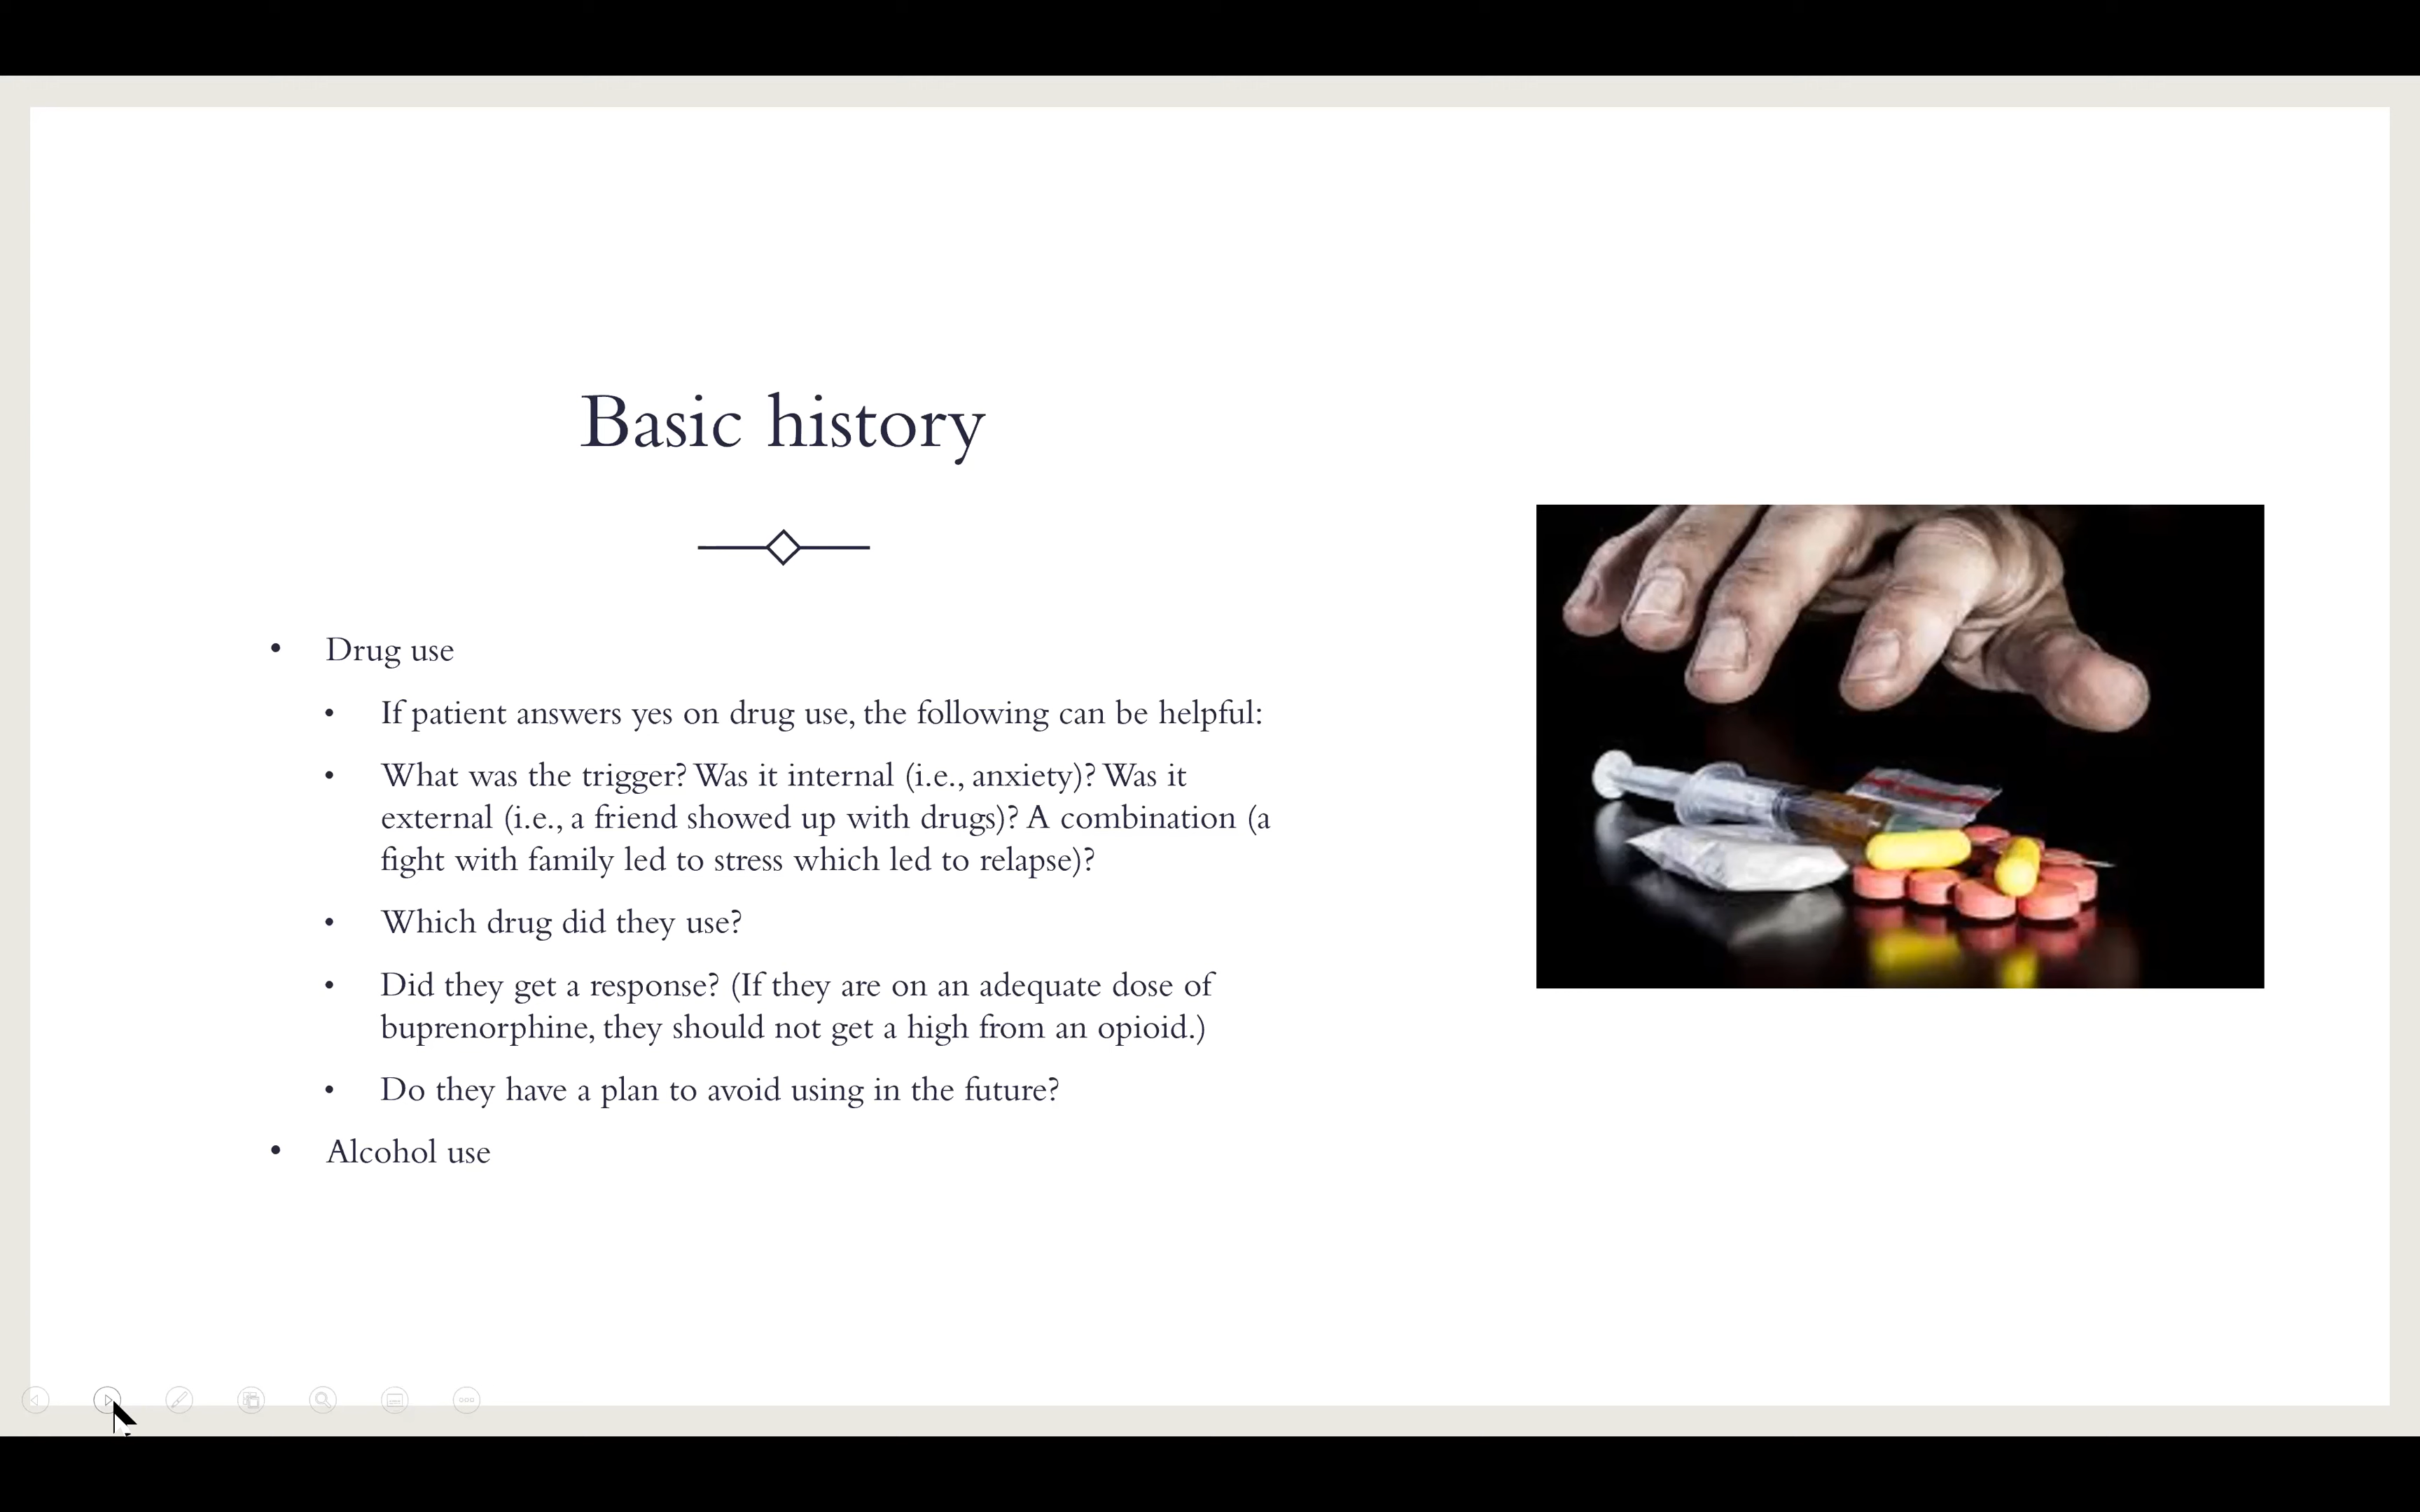 Basic history
• Drug use
• If patient answers yes on drug use, the following can be helpful:
• What was the trigger? Was it internal (i.e., anxiety)? Was it
external (i.e., a friend showed up with drugs)? A combination (a
fight with family led to stress which led to relapse)?
• Which drug did they use?
• Did they get a response? (If they are on an adequate dose of
buprenorphine, they should not get a high from an opioid.)
• Do they have a plan to avoid using in the future?
• Alcohol use